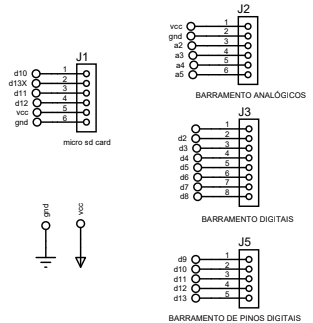 J1
d10 1
d13X 2
d11 3
d12 4
vcc 5
gnd 6
micro sd card
gnd
vcc
J2
vcc 1
gnd 2
a2 3
a3 4
a4 5
a5 6
BARRAMENTO ANALÓGICOS
J3
1
d2 2
d3 3
d4 4
d5 5
d6 6
d7 7
d8 8
BARRAMENTO DIGITAIS
J5
d9 1
d10 2
d11 3
d12 4
d13 5
BARRAMENTO DE PINOS DIGITAIS